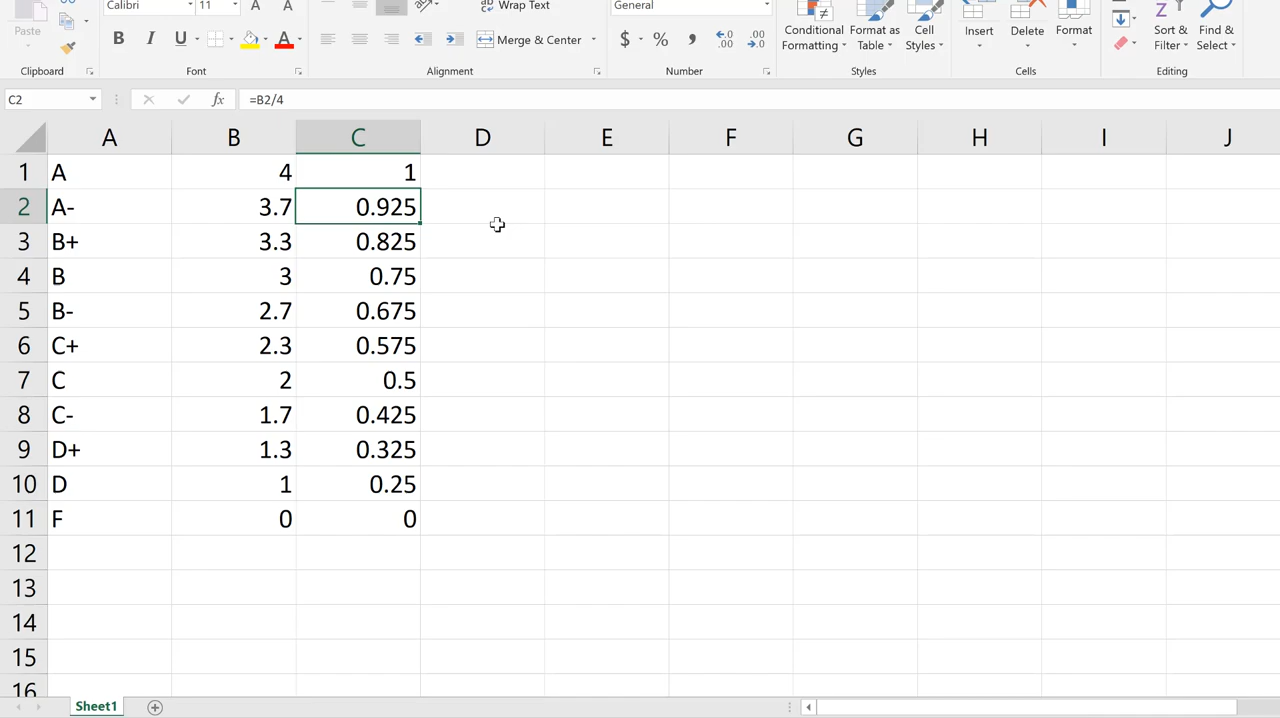 Calibri 11 A A Wrap Text General
Paste B I U A Merge & Center $ % , .00 Conditional Formatting Format as Table Cell Styles Insert Delete Format Sort & Filter Find & Select
Clipboard Font Alignment Number Styles Cells Editing
C2 fx =B2/4
A B C D E F G H I J
1 A 4 1
2 A- 3.7 0.925
3 B+ 3.3 0.825
4 B 3 0.75
5 B- 2.7 0.675
6 C+ 2.3 0.575
7 C 2 0.5
8 C- 1.7 0.425
9 D+ 1.3 0.325
10 D 1 0.25
11 F 0 0
12
13
14
15
16
Sheet1